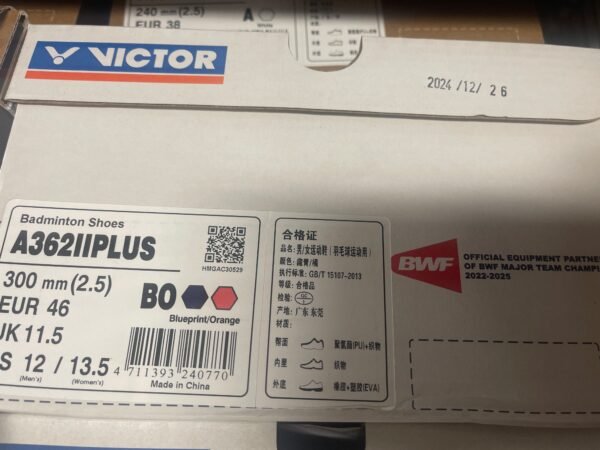 240 mm (2.5)
EUR 38
A
VICTOR
2024/12/26
Badminton Shoes
A362IIPLUS
HMGAC30529
300 mm (2.5)
EUR 46
UK 11.5
S 12 / 13.5
(Men's) (Women's)
BO
Blueprint/Orange
4 711393 240770
Made in China
合格证
品名: 男/女运动鞋 (羽毛球运动用)
颜色: 藏青/橘
执行标准: GB/T 15107-2013
等级: 合格品
检验:
产地: 广东 东莞
材质:
帮面 聚氨酯(PU)+织物
内里 织物
外底 橡胶+塑胶(EVA)
BWF
OFFICIAL EQUIPMENT PARTNE
OF BWF MAJOR TEAM CHAMPI
2022-2025